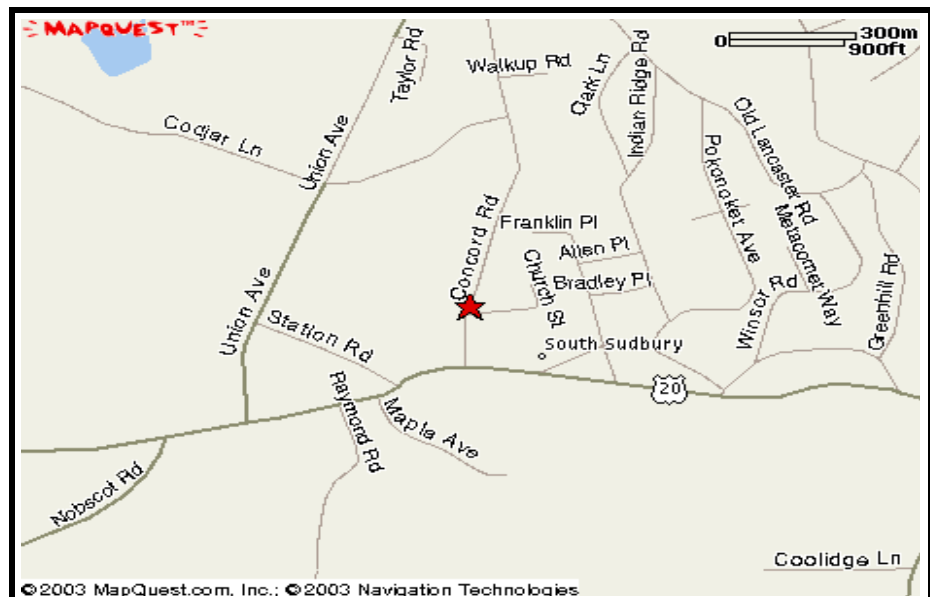 MAPQUEST™
0 300m
900ft
Taylor Rd
Walkup Rd
Clark Ln
Indian Ridge Rd
Codjar Ln
Union Ave
Old Lancaster Rd
Pokonoket Ave
Concord Rd
Franklin Pl
Allen Pl
Church St
Bradley Pl
Metacomet Way
Winsor Rd
Greenhill Rd
Union Ave
Station Rd
South Sudbury
20
Raymond Rd
Mapla Ave
Nobscot Rd
Coolidge Ln
©2003 MapQuest.com, Inc.; ©2003 Navigation Technologies